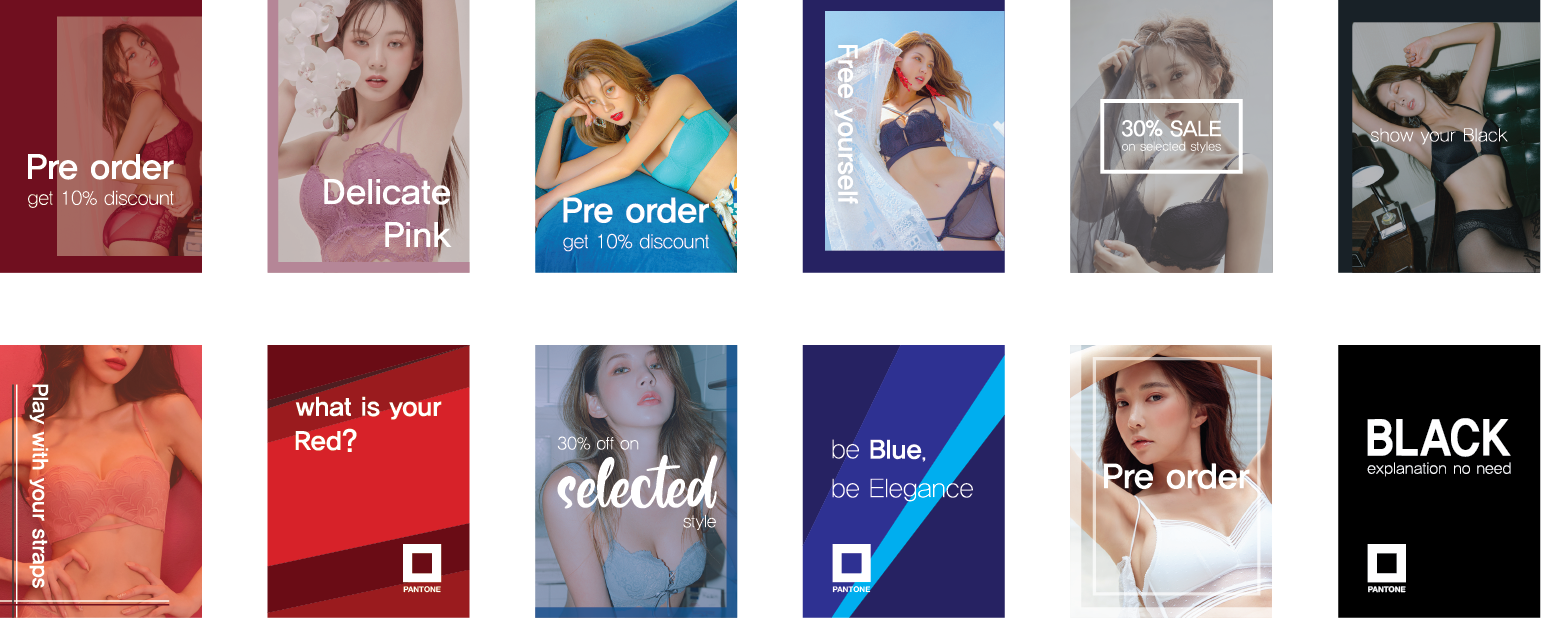 Pre order
get 10% discount
Delicate
Pink
Pre order
get 10% discount
Free yourself
30% SALE
on selected styles
show your Black
Play with your straps
what is your
Red?
PANTONE
30% off on
selected
style
be Blue,
be Elegance
PANTONE
Pre order
BLACK
explanation no need
PANTONE